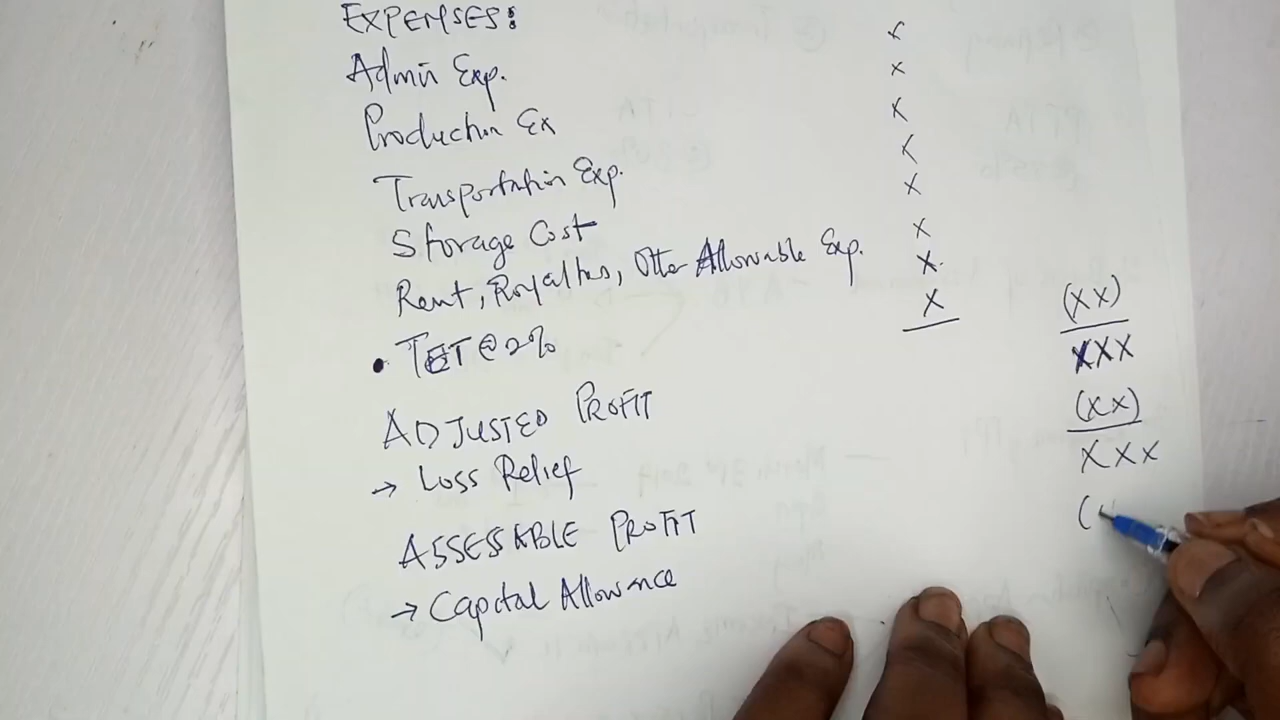 EXPENSES: x
Admin Exp. x
Production Ex x
Transportation Exp. x
Storage Cost x
Rent, Royalties, Other Allowable Exp. x
x
• TET @ 2% x (xx)
ADJUSTED PROFIT xxx
→ Loss Relief (xx)
ASSESSABLE PROFIT xxx
→ Capital Allowance (